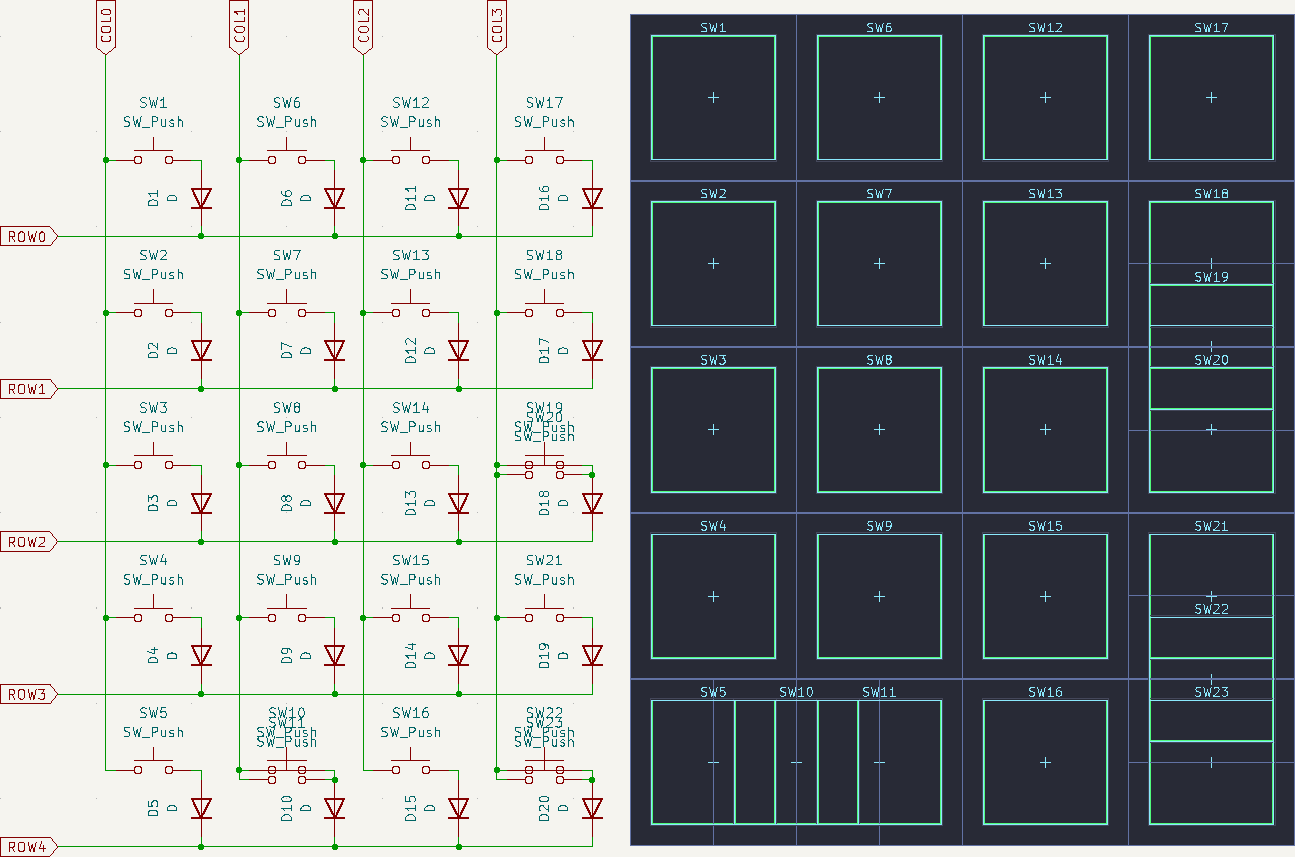 COL0 COL1 COL2 COL3
SW1 SW6 SW12 SW17
SW_Push SW_Push SW_Push SW_Push
D1 D D6 D D11 D D16 D
ROW0
SW2 SW7 SW13 SW18
SW_Push SW_Push SW_Push SW_Push
D2 D D7 D D12 D D17 D
ROW1
SW3 SW8 SW14 SW19
SW20
SW_Push SW_Push SW_Push SW_Push
SW_Push
D3 D D8 D D13 D D18 D
ROW2
SW4 SW9 SW15 SW21
SW_Push SW_Push SW_Push SW_Push
D4 D D9 D D14 D D19 D
ROW3
SW5 SW10 SW16 SW22
SW11 SW23
SW_Push SW_Push SW_Push SW_Push
SW_Push SW_Push
D5 D D10 D D15 D D20 D
ROW4
SW1 SW6 SW12 SW17
SW2 SW7 SW13 SW18
SW19
SW3 SW8 SW14 SW20
SW4 SW9 SW15 SW21
SW22
SW5 SW10 SW11 SW16 SW23